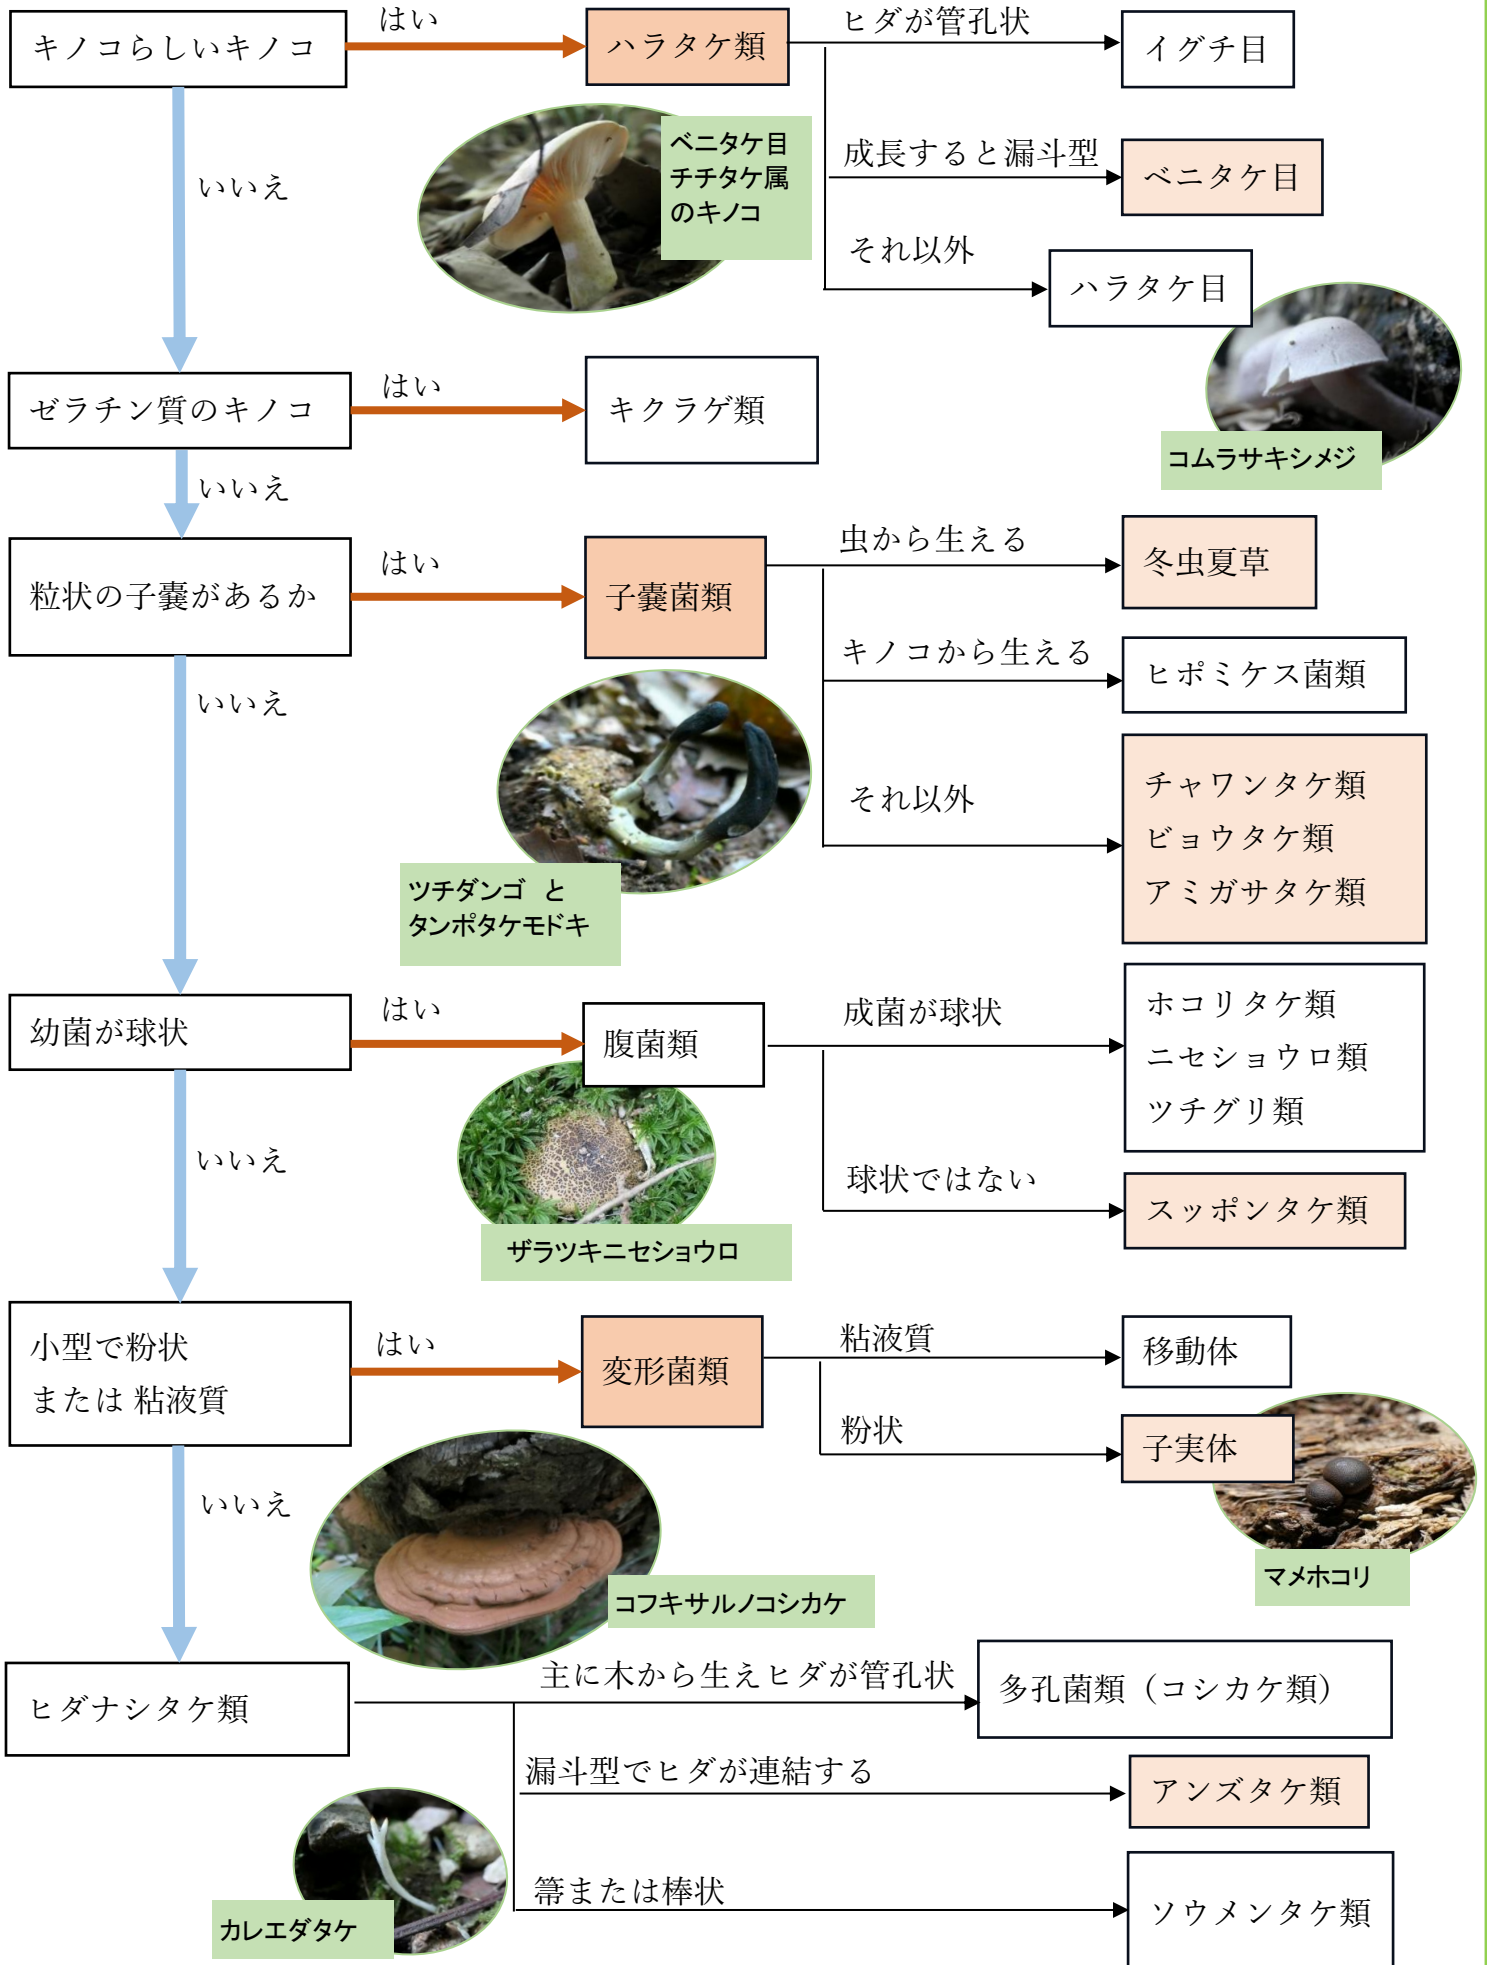 キノコらしいキノコ
はい
ハラタケ類
ヒダが管孔状
イグチ目
ベニタケ目
チチタケ属
のキノコ
成長すると漏斗型
ベニタケ目
いいえ
それ以外
ハラタケ目
コムラサキシメジ
ゼラチン質のキノコ
はい
キクラゲ類
いいえ
粒状の子嚢があるか
はい
子嚢菌類
虫から生える
冬虫夏草
キノコから生える
ヒポミケス菌類
いいえ
それ以外
チャワンタケ類
ビョウタケ類
アミガサタケ類
ツチダンゴ と
タンポタケモドキ
幼菌が球状
はい
腹菌類
成菌が球状
ホコリタケ類
ニセショウロ類
ツチグリ類
いいえ
球状ではない
スッポンタケ類
ザラツキニセショウロ
小型で粉状
または 粘液質
はい
変形菌類
粘液質
移動体
粉状
子実体
マメホコリ
いいえ
コフキサルノコシカケ
ヒダナシタケ類
主に木から生えヒダが管孔状
多孔菌類（コシカケ類）
漏斗型でヒダが連結する
アンズタケ類
箒または棒状
ソウメンタケ類
カレエダタケ